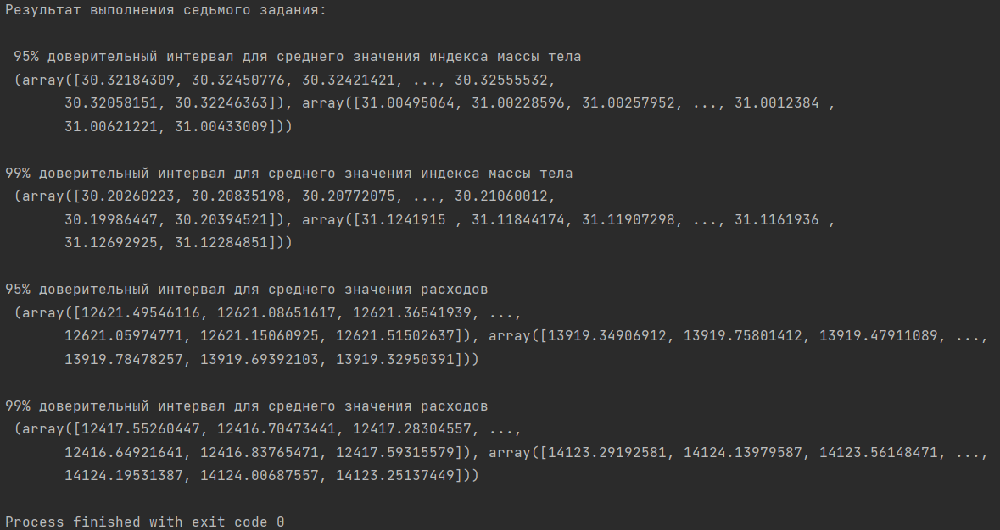 Результат выполнения седьмого задания:
95% доверительный интервал для среднего значения индекса массы тела
(array([30.32184309, 30.32450776, 30.32421421, ..., 30.32555532,
30.32058151, 30.32246363]), array([31.00495064, 31.00228596, 31.00257952, ..., 31.0012384 ,
31.00621221, 31.00433009]))
99% доверительный интервал для среднего значения индекса массы тела
(array([30.20260223, 30.20835198, 30.20772075, ..., 30.21060012,
30.19986447, 30.20394521]), array([31.1241915 , 31.11844174, 31.11907298, ..., 31.1161936 ,
31.12692925, 31.12284851]))
95% доверительный интервал для среднего значения расходов
(array([12621.49546116, 12621.08651617, 12621.36541939, ...,
12621.05974771, 12621.15060925, 12621.51502637]), array([13919.34906912, 13919.75801412, 13919.47911089, ...,
13919.78478257, 13919.69392103, 13919.32950391]))
99% доверительный интервал для среднего значения расходов
(array([12417.55260447, 12416.70473441, 12417.28304557, ...,
12416.64921641, 12416.83765471, 12417.59315579]), array([14123.29192581, 14124.13979587, 14123.56148471, ...,
14124.19531387, 14124.00687557, 14123.25137449]))
Process finished with exit code 0